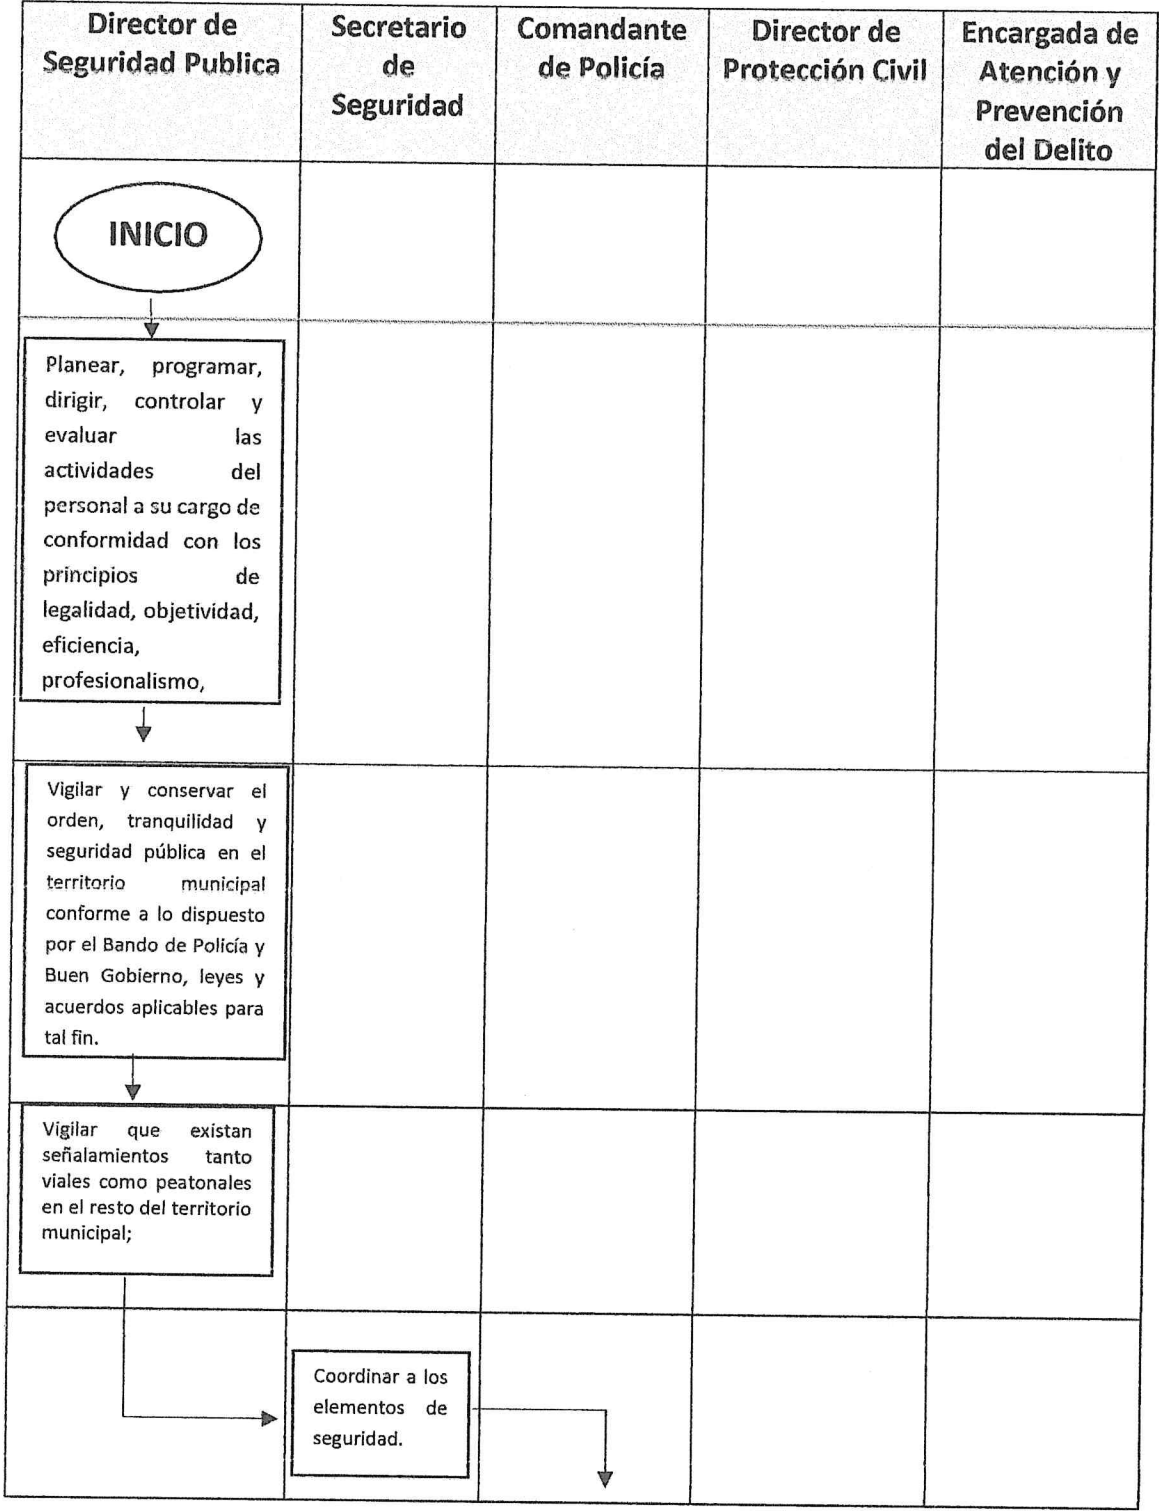 Director de
Seguridad Publica
Secretario
de
Seguridad
Comandante
de Policía
Director de
Protección Civil
Encargada de
Atención y
Prevención
del Delito
INICIO
Planear, programar,
dirigir, controlar y
evaluar las
actividades del
personal a su cargo de
conformidad con los
principios de
legalidad, objetividad,
eficiencia,
profesionalismo,
Vigilar y conservar el
orden, tranquilidad y
seguridad pública en el
territorio municipal
conforme a lo dispuesto
por el Bando de Policía y
Buen Gobierno, leyes y
acuerdos aplicables para
tal fin.
Vigilar que existan
señalamientos tanto
viales como peatonales
en el resto del territorio
municipal;
Coordinar a los
elementos de
seguridad.